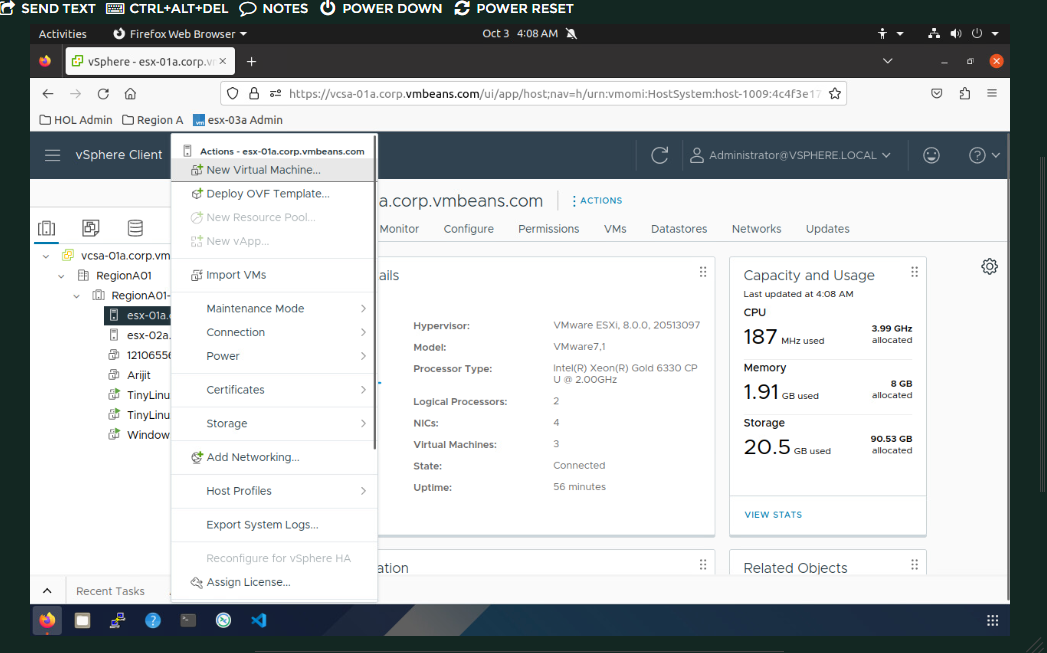 SEND TEXT CTRL+ALT+DEL NOTES POWER DOWN POWER RESET
Activities Firefox Web Browser Oct 3 4:08 AM
vSphere - esx-01a.corp.vm
https://vcsa-01a.corp.vmbeans.com/ui/app/host;nav=h/urn:vmomi:HostSystem:host-1009:4c4f3e17
HOL Admin Region A esx-03a Admin
vSphere Client
Administrator@VSPHERE.LOCAL
Actions - esx-01a.corp.vmbeans.com
New Virtual Machine...
Deploy OVF Template...
New Resource Pool...
New vApp...
Import VMs
Maintenance Mode
Connection
Power
Certificates
Storage
Add Networking...
Host Profiles
Export System Logs...
Reconfigure for vSphere HA
Assign License...
vcsa-01a.corp.vm
RegionA01
RegionA01-
esx-01a.
esx-02a.
1210655
Arijit
TinyLinu
TinyLinu
Window
a.corp.vmbeans.com ACTIONS
Monitor Configure Permissions VMs Datastores Networks Updates
ails
Hypervisor: VMware ESXi, 8.0.0, 20513097
Model: VMware7,1
Processor Type: Intel(R) Xeon(R) Gold 6330 CP
U @ 2.00GHz
Logical Processors: 2
NICs: 4
Virtual Machines: 3
State: Connected
Uptime: 56 minutes
Capacity and Usage
Last updated at 4:08 AM
CPU
187 MHz used
3.99 GHz
allocated
Memory
1.91 GB used
8 GB
allocated
Storage
20.5 GB used
90.53 GB
allocated
VIEW STATS
ation
Related Objects
Recent Tasks